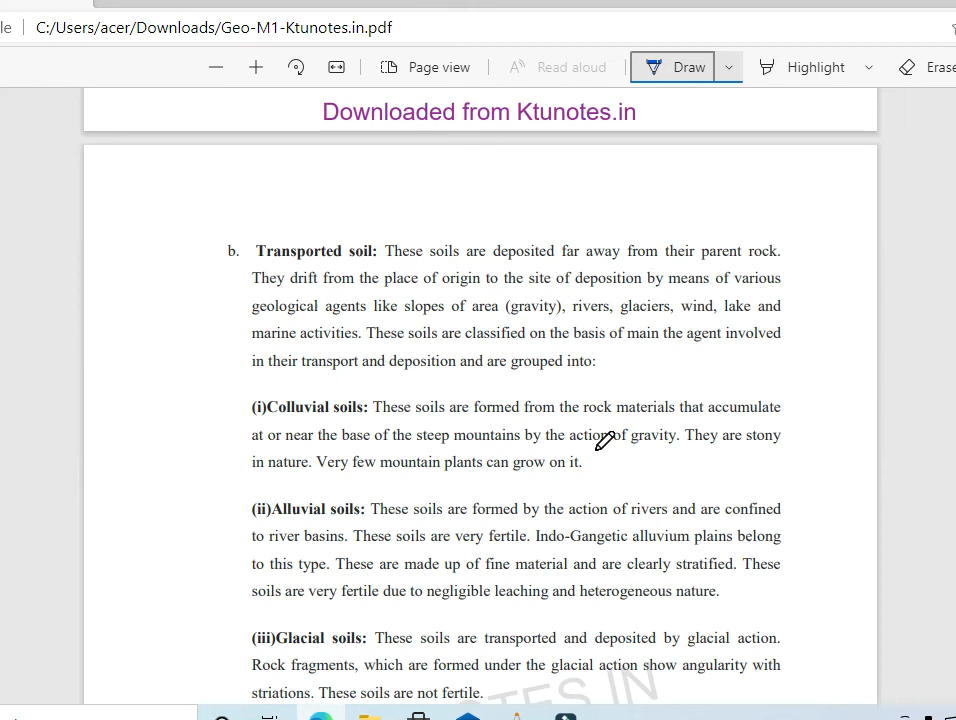 le C:/Users/acer/Downloads/Geo-M1-Ktunotes.in.pdf
Page view Read aloud Draw Highlight Erase
Downloaded from Ktunotes.in
b. Transported soil: These soils are deposited far away from their parent rock.
They drift from the place of origin to the site of deposition by means of various
geological agents like slopes of area (gravity), rivers, glaciers, wind, lake and
marine activities. These soils are classified on the basis of main the agent involved
in their transport and deposition and are grouped into:
(i)Colluvial soils: These soils are formed from the rock materials that accumulate
at or near the base of the steep mountains by the action of gravity. They are stony
in nature. Very few mountain plants can grow on it.
(ii)Alluvial soils: These soils are formed by the action of rivers and are confined
to river basins. These soils are very fertile. Indo-Gangetic alluvium plains belong
to this type. These are made up of fine material and are clearly stratified. These
soils are very fertile due to negligible leaching and heterogeneous nature.
(iii)Glacial soils: These soils are transported and deposited by glacial action.
Rock fragments, which are formed under the glacial action show angularity with
striations. These soils are not fertile.
OTES.IN